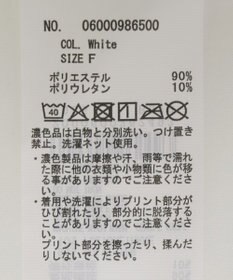 NO. 06000986500
COL. White
SIZE F
ポリエステル 90%
ポリウレタン 10%
40
濃色品は白物と分別洗い。つけ置き
禁止。洗濯ネット使用。
・濃色製品は摩擦や汗、雨等で濡れ
た際に他の衣類や小物類に色が移
る事がありますのでご注意くださ
い。
・着用や洗濯によりプリント部分が
ひび割れたり、部分的に脱落する
ことがありますのでご注意くださ
い。
プリント部分を擦ったり、揉んだ
りしないでください。